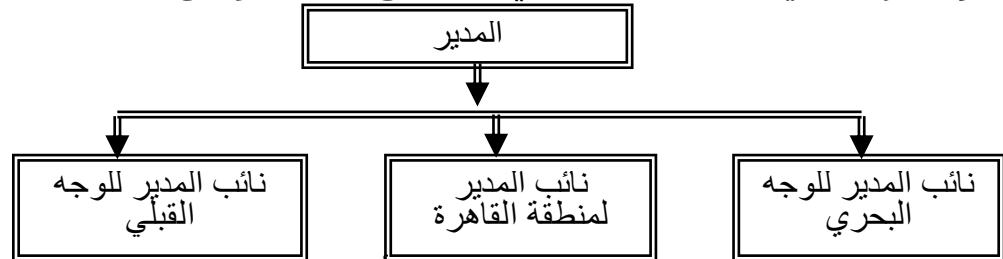 المدير
نائب المدير للوجه
البحري
نائب المدير
لمنطقة القاهرة
نائب المدير للوجه
القبلي